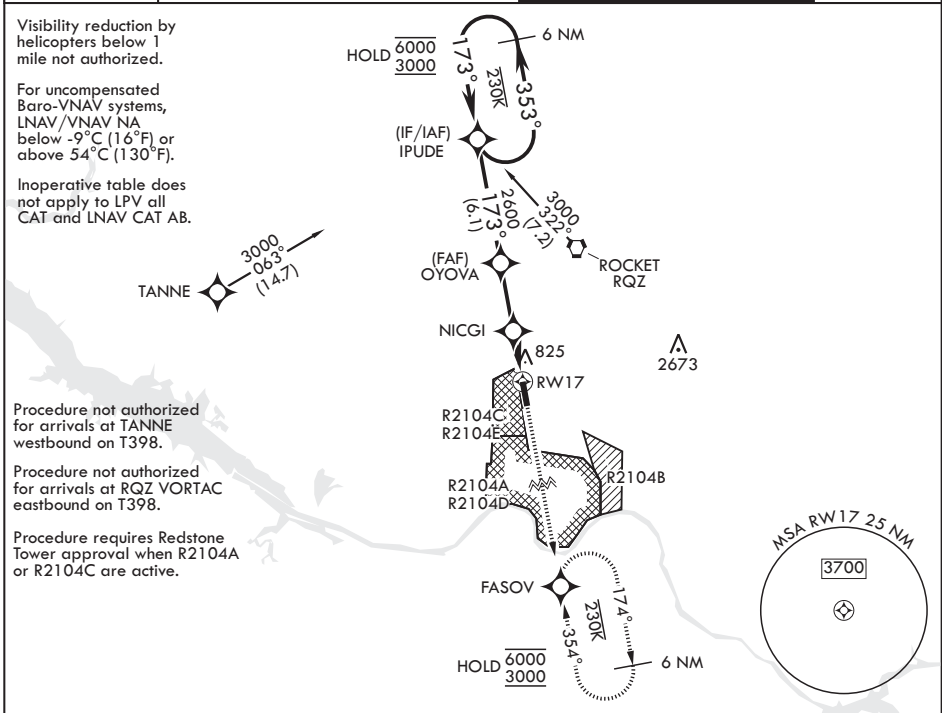 Visibility reduction by
helicopters below 1
mile not authorized.
For uncompensated
Baro-VNAV systems,
LNAV/VNAV NA
below -9°C (16°F) or
above 54°C (130°F).
Inoperative table does
not apply to LPV all
CAT and LNAV CAT AB.
HOLD 6000
3000
173°
230K
353°
6 NM
(IF/IAF)
IPUDE
2600
173°
(6.1)
3000
322°
(7.2)
ROCKET
RQZ
3000
063°
(14.7)
TANNE
(FAF)
OYOVA
NICGI
825
2673
RW17
R2104C
R2104E
R2104A
R2104D
R2104B
Procedure not authorized
for arrivals at TANNE
westbound on T398.
Procedure not authorized
for arrivals at RQZ VORTAC
eastbound on T398.
Procedure requires Redstone
Tower approval when R2104A
or R2104C are active.
FASOV
354°
230K
174°
6 NM
HOLD 6000
3000
MSA RW17 25 NM
3700